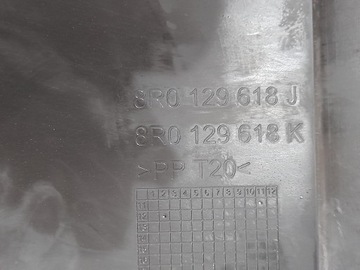 8R0 129 618 J
8R0 129 618 K
>PP T20<
1 2 3 4 5 6 7 8 9 10 11 12